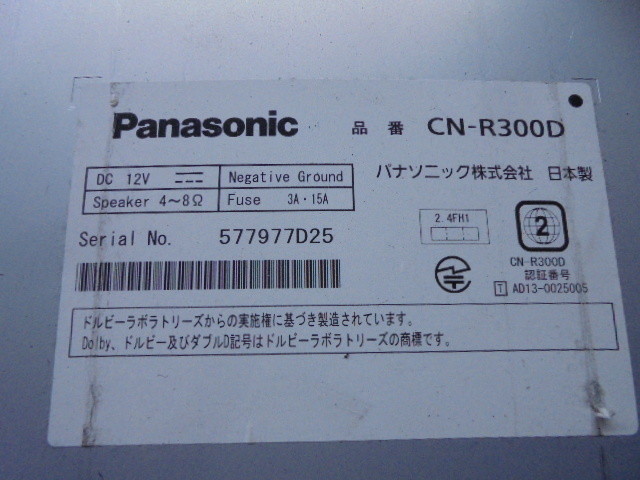 Panasonic 品番 CN-R300D
DC 12V Negative Ground パナソニック株式会社 日本製
Speaker 4~8Ω Fuse 3A・15A
2.4FH1
2
Serial No. 577977D25
CN-R300D
認証番号
T AD13-0025005
ドルビーラボラトリーズからの実施権に基づき製造されています。
Dolby、ドルビー及びダブルD記号はドルビーラボラトリーズの商標です。